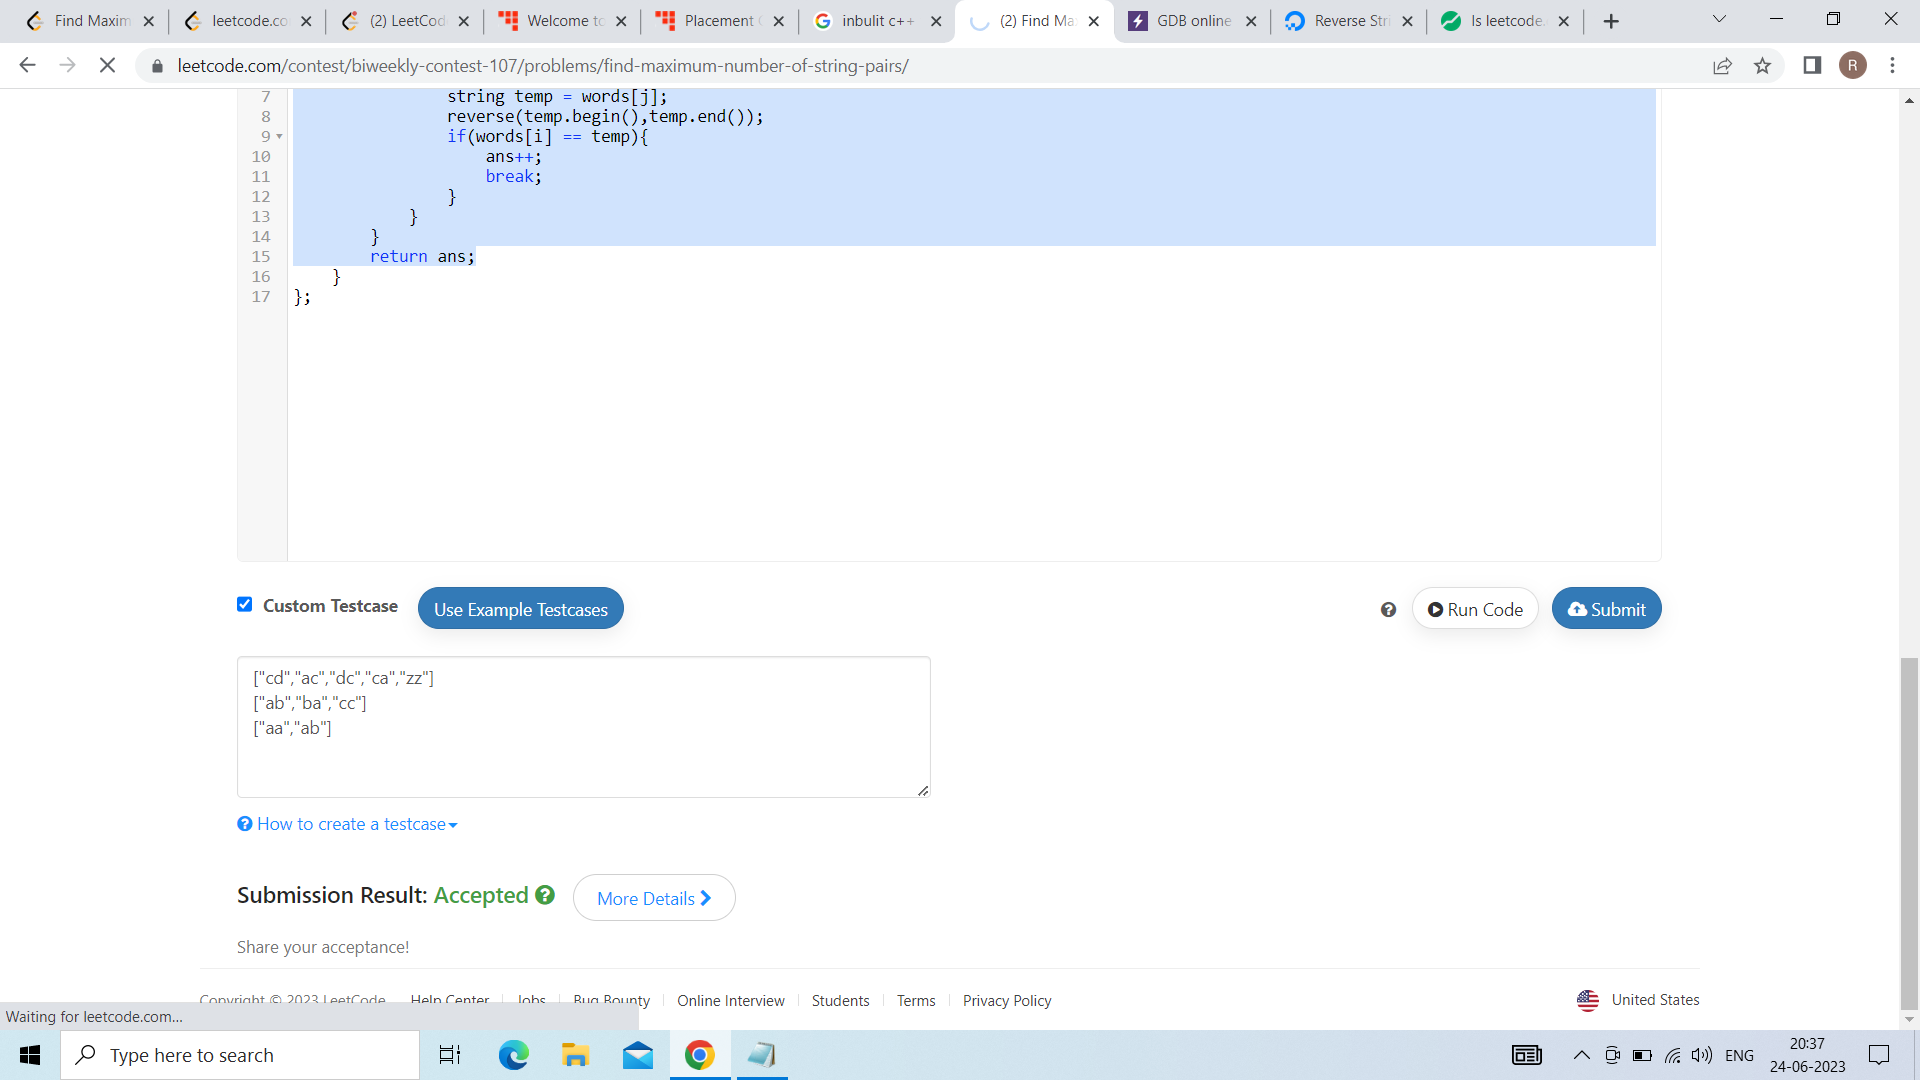 Find Maxim
leetcode.co
(2) LeetCod
Welcome to
Placement
inbulit c++
(2) Find Ma
GDB online
Reverse Stri
Is leetcode.
leetcode.com/contest/biweekly-contest-107/problems/find-maximum-number-of-string-pairs/
R
7 string temp = words[j];
8 reverse(temp.begin(),temp.end());
9 if(words[i] == temp){
10 ans++;
11 break;
12 }
13 }
14 }
15 return ans;
16 }
17 };
Custom Testcase
Use Example Testcases
Run Code
Submit
["cd","ac","dc","ca","zz"]
["ab","ba","cc"]
["aa","ab"]
How to create a testcase
Submission Result: Accepted
More Details
Share your acceptance!
Copyright © 2023 LeetCode
Help Center
Jobs
Bug Bounty
Online Interview
Students
Terms
Privacy Policy
United States
Waiting for leetcode.com...
Type here to search
ENG
20:37
24-06-2023